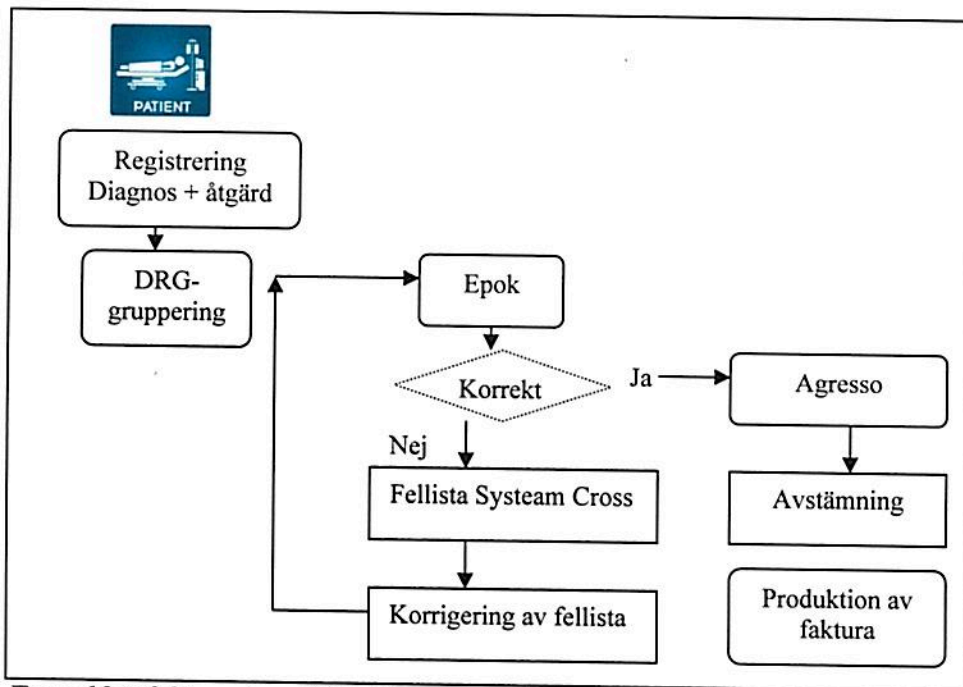 PATIENT
Registrering
Diagnos + åtgärd
DRG-
gruppering
Epok
Korrekt
Ja
Agresso
Nej
Fellista Systeam Cross
Avstämning
Korrigering av fellista
Produktion av
faktura